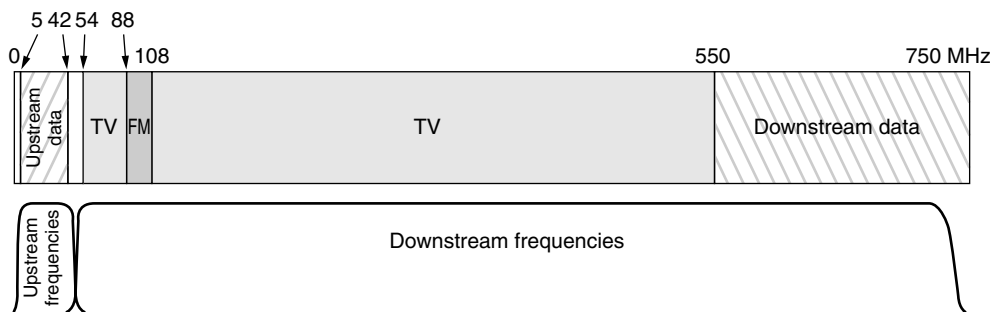 5 42 54 88
0 108 550 750 MHz
Upstream
data
TV FM TV Downstream data
Upstream
frequencies
Downstream frequencies